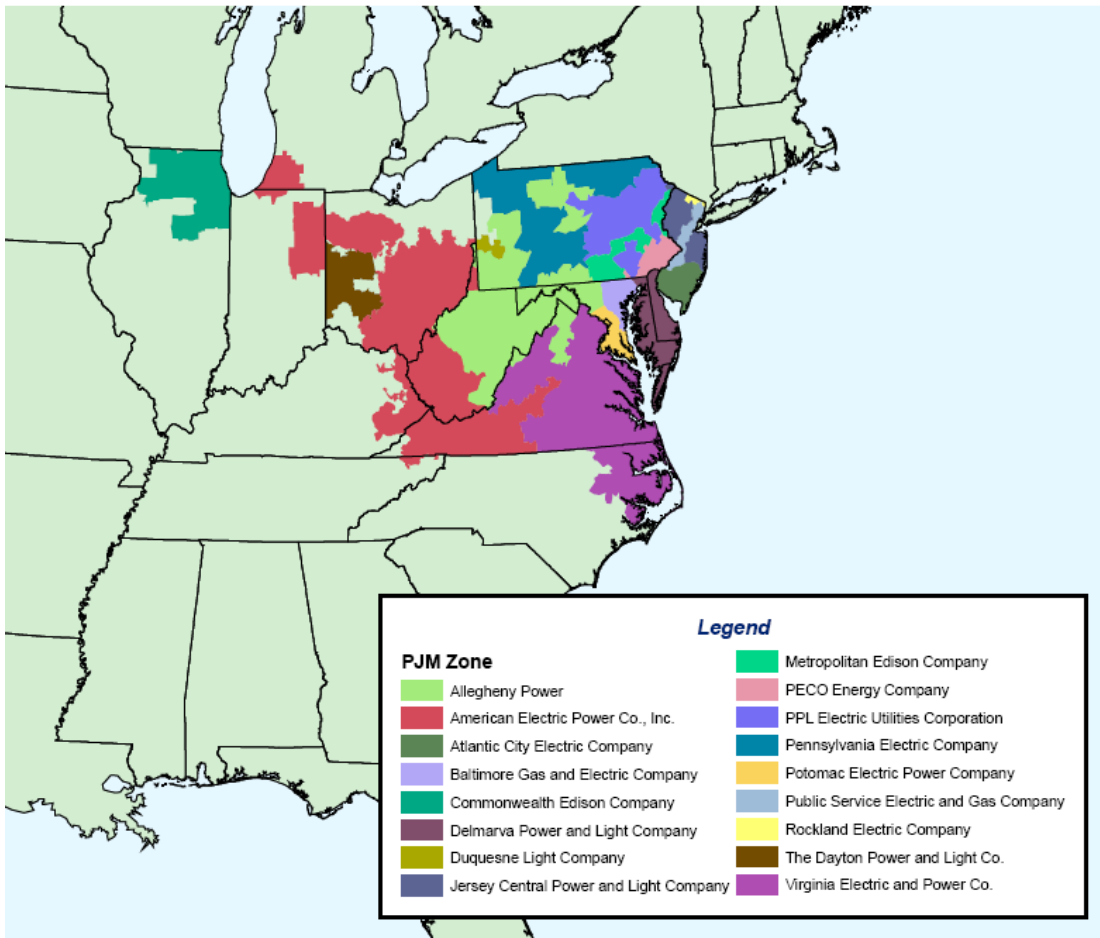 Legend
PJM Zone
Allegheny Power
American Electric Power Co., Inc.
Atlantic City Electric Company
Baltimore Gas and Electric Company
Commonwealth Edison Company
Delmarva Power and Light Company
Duquesne Light Company
Jersey Central Power and Light Company
Metropolitan Edison Company
PECO Energy Company
PPL Electric Utilities Corporation
Pennsylvania Electric Company
Potomac Electric Power Company
Public Service Electric and Gas Company
Rockland Electric Company
The Dayton Power and Light Co.
Virginia Electric and Power Co.